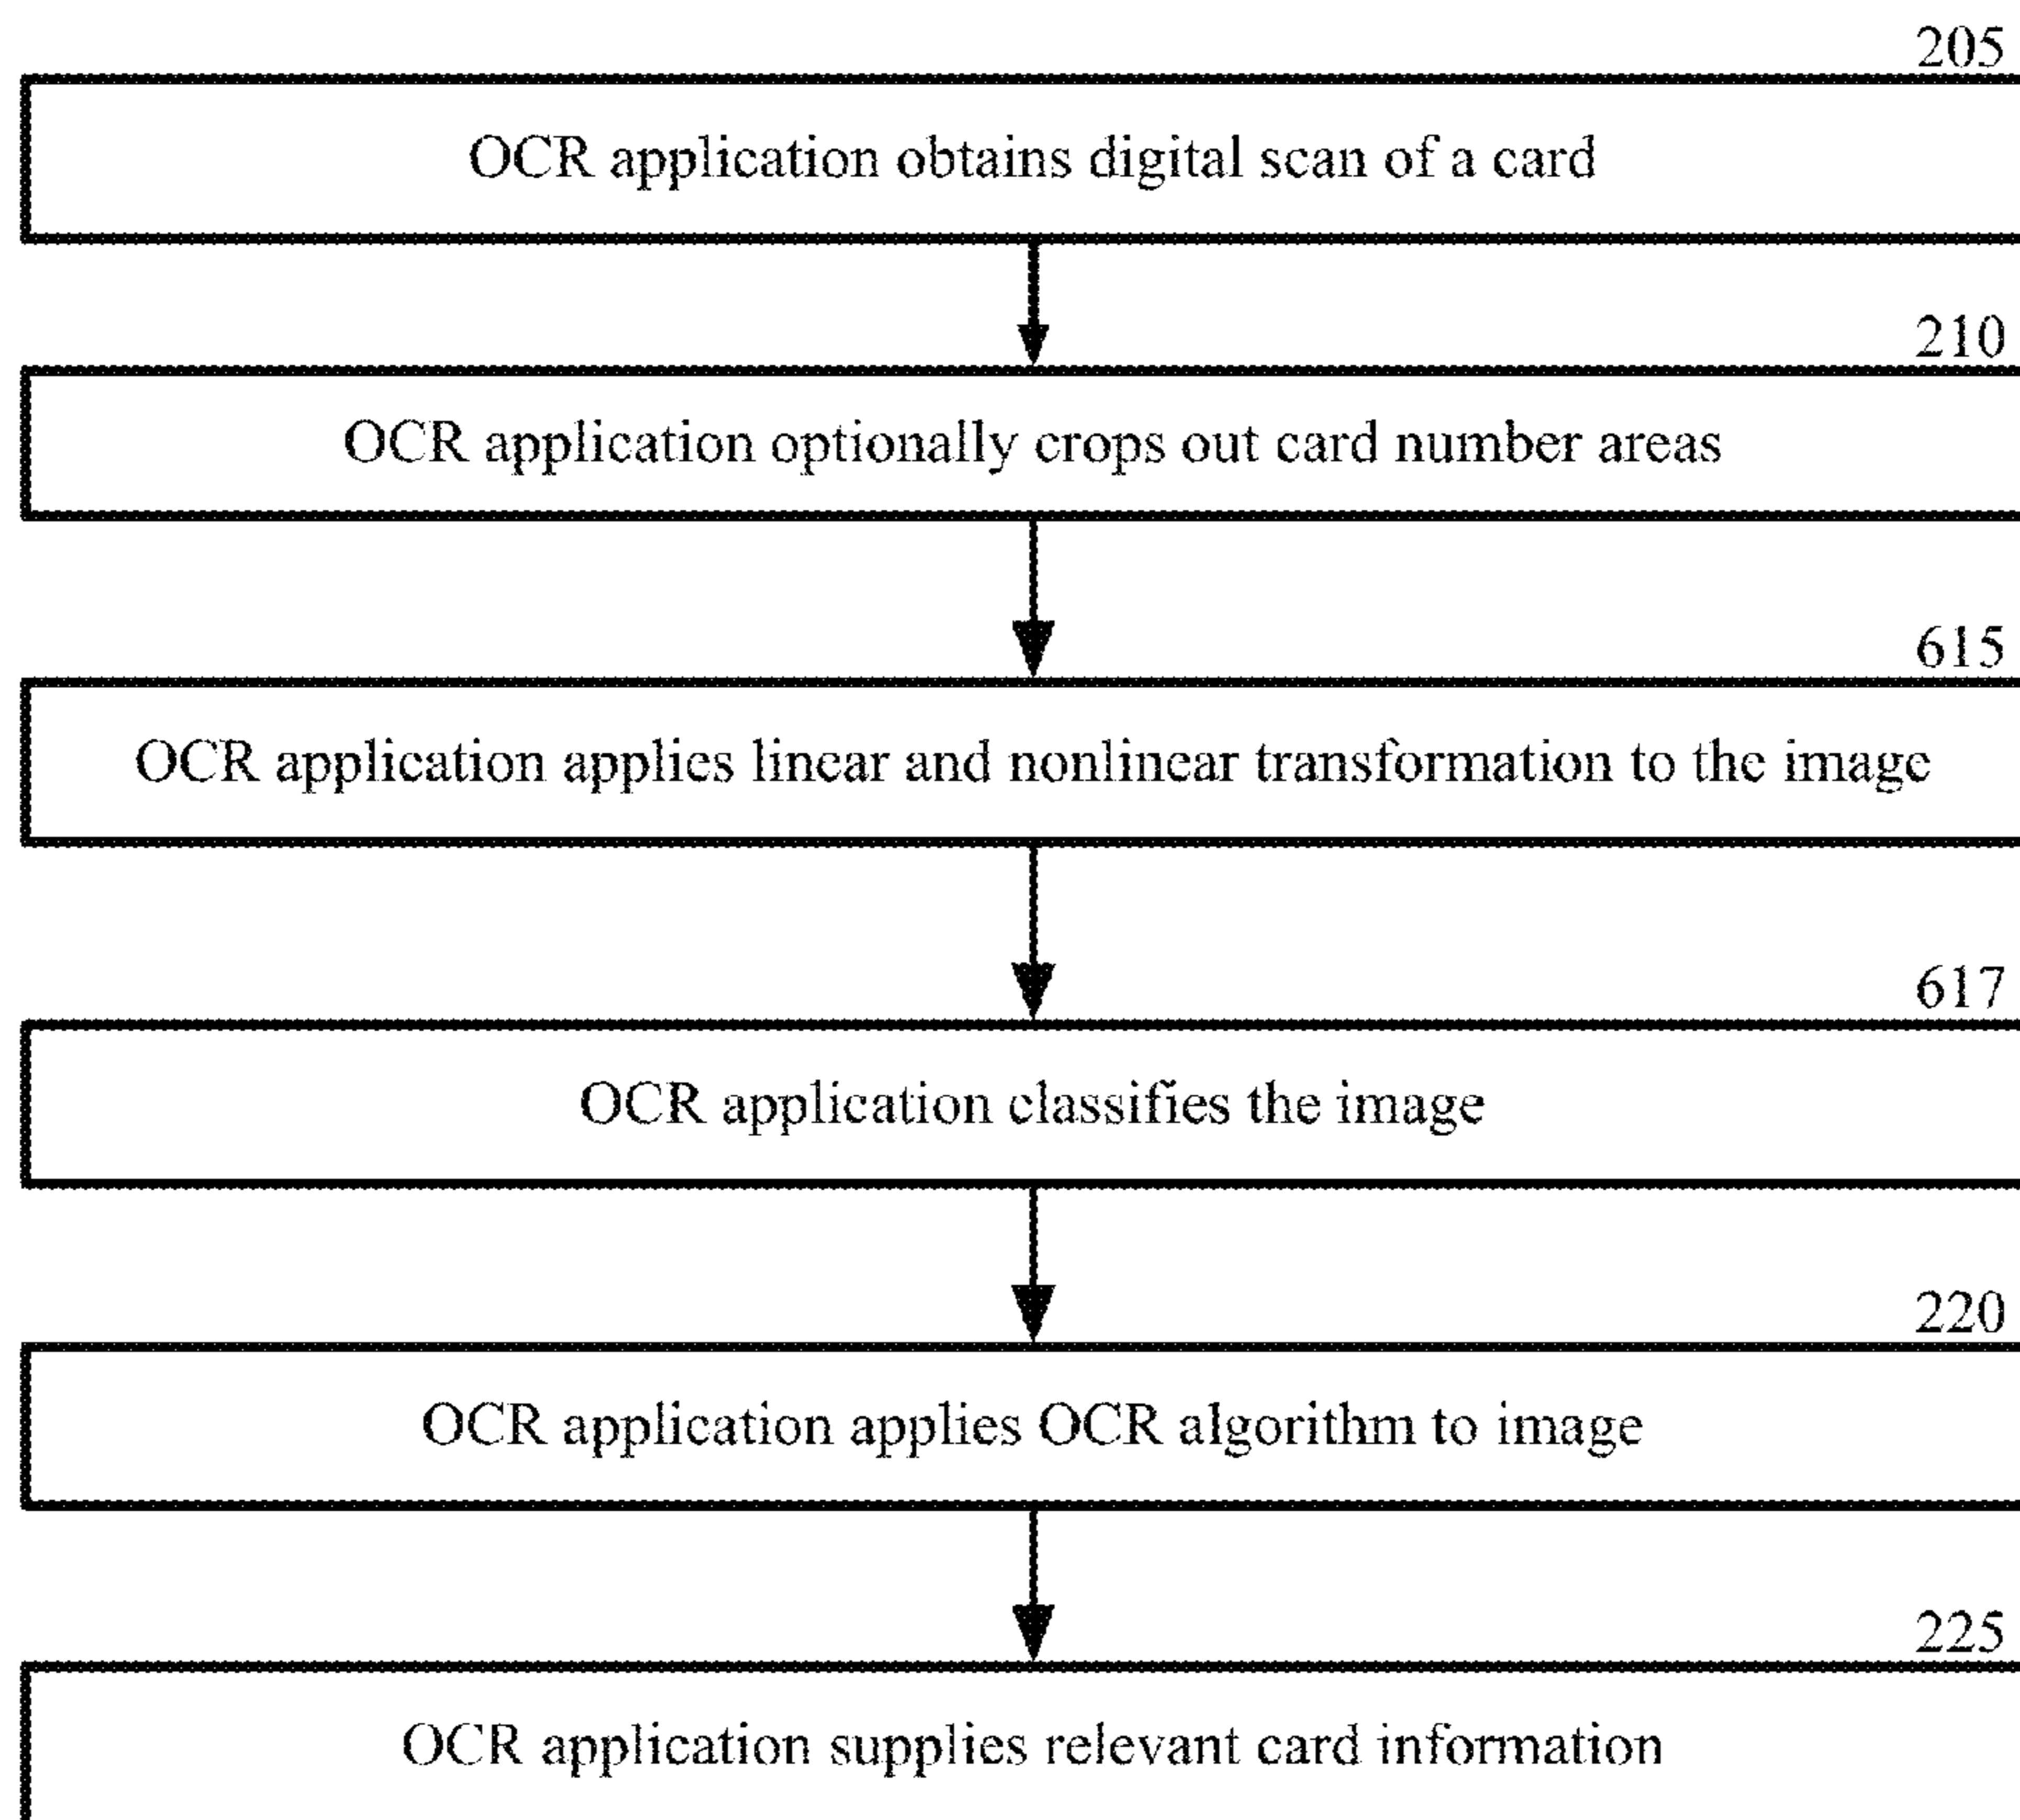 205
OCR application obtains digital scan of a card
210
OCR application optionally crops out card number areas
615
OCR application applies linear and nonlinear transformation to the image
617
OCR application classifies the image
220
OCR application applies OCR algorithm to image
225
OCR application supplies relevant card information